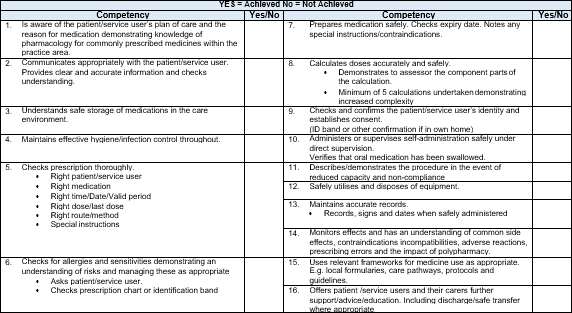 YES = Achieved No = Not Achieved
Competency Yes/No Competency Yes/No
1. Is aware of the patient/service user's plan of care and the
reason for medication demonstrating knowledge of
pharmacology for commonly prescribed medicines within the
practice area.
2. Communicates appropriately with the patient/service user.
Provides clear and accurate information and checks
understanding.
3. Understands safe storage of medications in the care
environment.
4. Maintains effective hygiene/infection control throughout.
5. Checks prescription thoroughly.
• Right patient/service user
• Right medication
• Right time/Date/Valid period
• Right dose/last dose
• Right route/method
• Special instructions
6. Checks for allergies and sensitivities demonstrating an
understanding of risks and managing these as appropriate
• Asks patient/service user.
• Checks prescription chart or identification band
7. Prepares medication safely. Checks expiry date. Notes any
special instructions/contraindications.
8. Calculates doses accurately and safely.
• Demonstrates to assessor the component parts of
the calculation.
• Minimum of 5 calculations undertaken demonstrating
increased complexity
9. Checks and confirms the patient/service user's identity and
establishes consent.
(ID band or other confirmation if in own home)
10. Administers or supervises self-administration safely under
direct supervision.
Verifies that oral medication has been swallowed.
11. Describes/demonstrates the procedure in the event of
reduced capacity and non-compliance
12. Safely utilises and disposes of equipment.
13. Maintains accurate records.
• Records, signs and dates when safely administered
14. Monitors effects and has an understanding of common side
effects, contraindications incompatibilities, adverse reactions,
prescribing errors and the impact of polypharmacy.
15. Uses relevant frameworks for medicine use as appropriate.
E.g. local formularies, care pathways, protocols and
guidelines.
16. Offers patient /service users and their carers further
support/advice/education. Including discharge/safe transfer
where appropriate